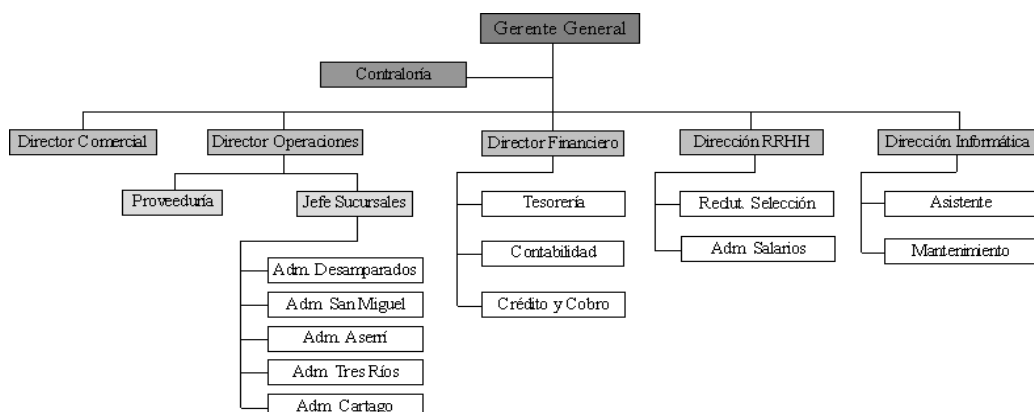 Gerente General
Contraloría
Director Comercial
Director Operaciones
Director Financiero
Dirección RRHH
Dirección Informática
Proveeduría
Jefe Sucursales
Tesorería
Reclut. Selección
Asistente
Contabilidad
Adm. Salarios
Mantenimiento
Adm. Desamparados
Adm. San Miguel
Crédito y Cobro
Adm. Aserrí
Adm. Tres Ríos
Adm. Cartago